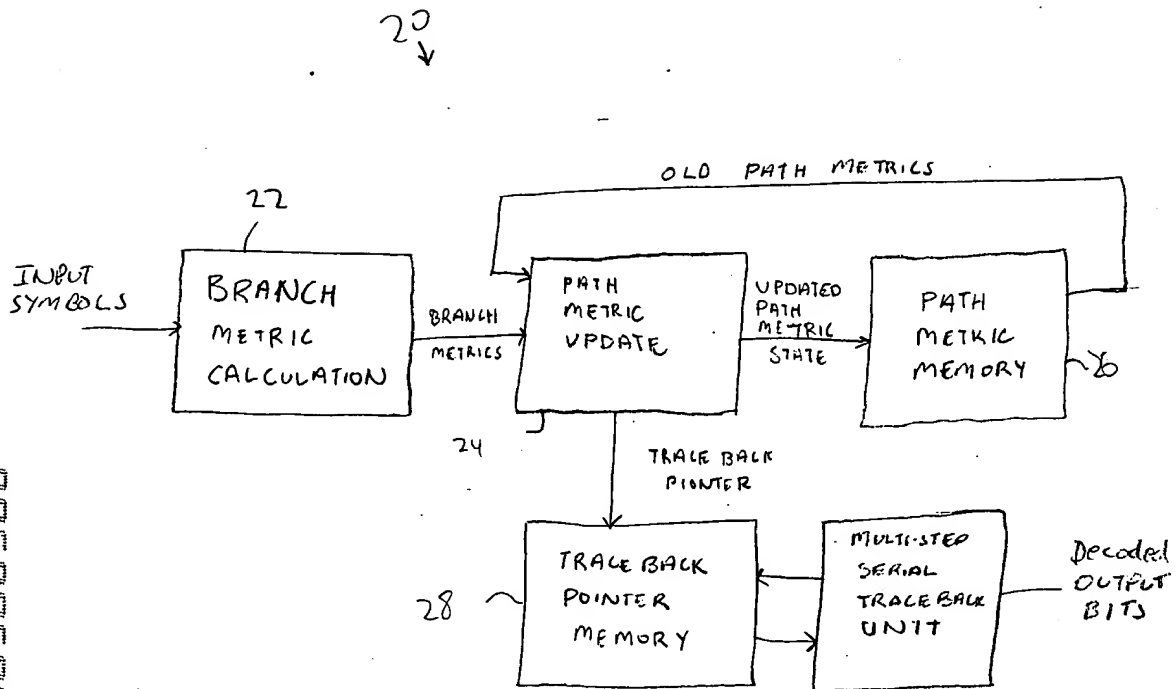 20
OLD PATH METRICS
22
INPUT
SYMBOLS
BRANCH
METRIC
CALCULATION
BRANCH
METRICS
PATH
METRIC
UPDATE
UPDATED
PATH
METRIC
STATE
PATH
METRIC
MEMORY
26
24
TRACE BACK
PIONTER
28
TRACE BACK
POINTER
MEMORY
MULTI-STEP
SERIAL
TRACE BACK
UNIT
Decoded
OUTPUT
BITS